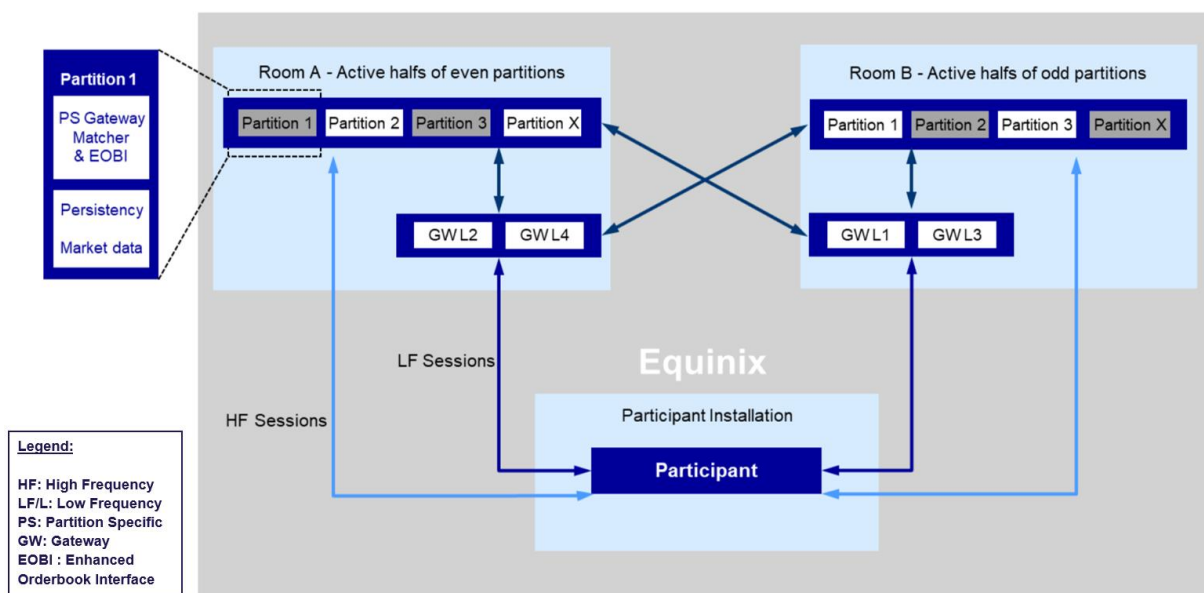 Partition 1
PS Gateway
Matcher
& EOBI
Persistency
Market data
Room A - Active halfs of even partitions
Partition 1
Partition 2
Partition 3
Partition X
GW L2
GW L4
Room B - Active halfs of odd partitions
Partition 1
Partition 2
Partition 3
Partition X
GW L1
GW L3
LF Sessions
HF Sessions
Equinix
Participant Installation
Participant
Legend:
HF: High Frequency
LF/L: Low Frequency
PS: Partition Specific
GW: Gateway
EOBI : Enhanced
Orderbook Interface